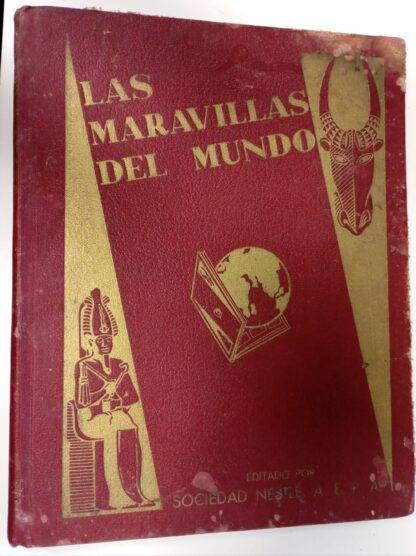 LAS
MARAVILLAS
DEL MUNDO
EDITADO POR
SOCIEDAD NESTLÉ, A. E. P. A.